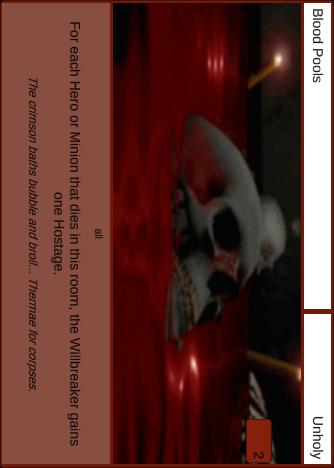 Blood Pools
Unholy
2
all
For each Hero or Minion that dies in this room, the Willbreaker gains
one Hostage.
The crimson baths bubble and broil... Thermae for corpses.